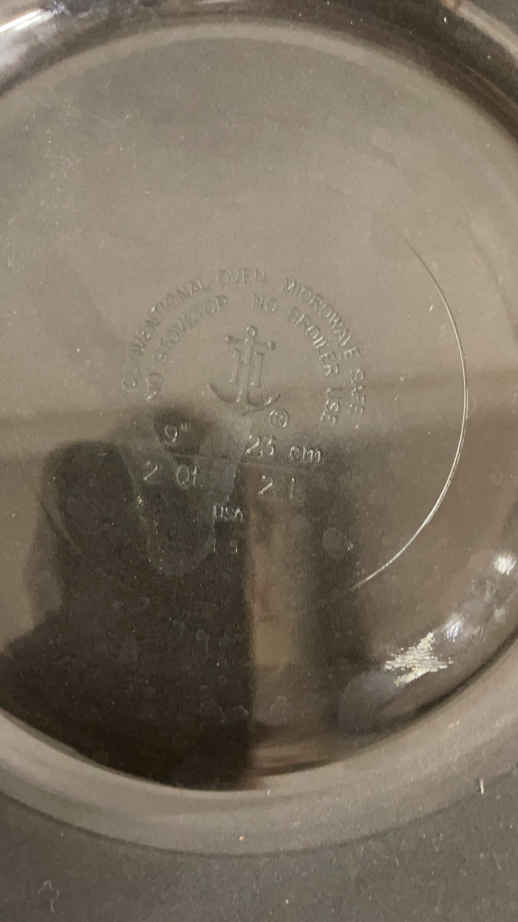 CONVENTIONAL OVEN MICROWAVE SAFE
NO STOVETOP NO BROILER USE
®
9" 23 cm
2 Qt 2 L
USA